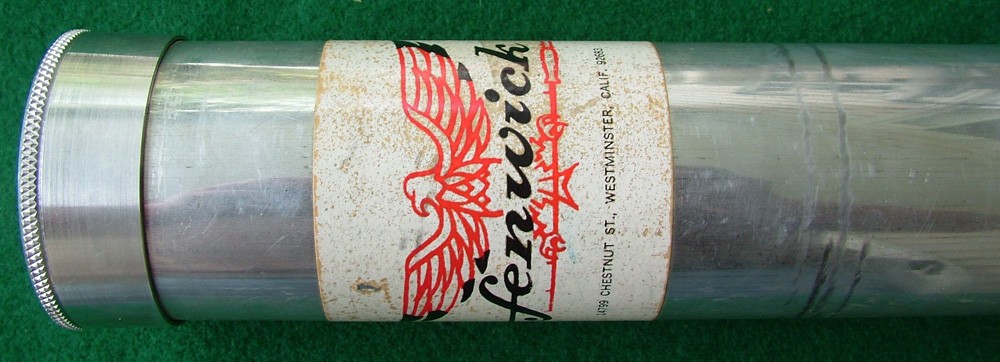 fenwick
14799 CHESTNUT ST., WESTMINSTER, CALIF. 92683